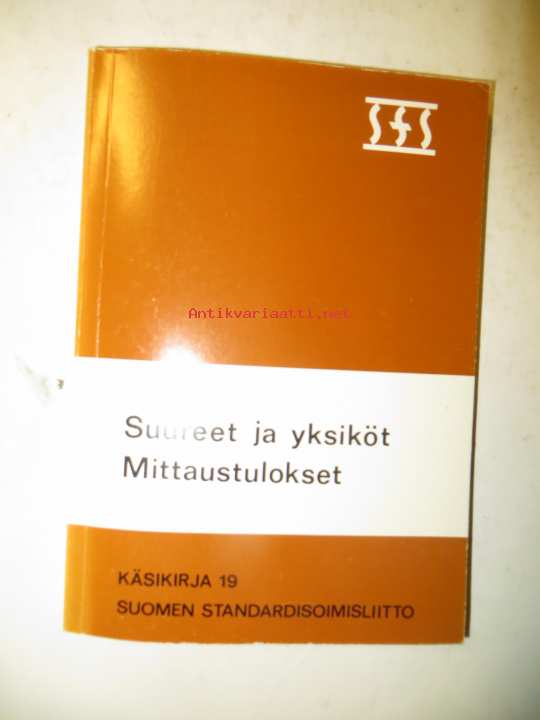 SfS
Antikvariaatti.net
Suureet ja yksiköt
Mittaustulokset
KÄSIKIRJA 19
SUOMEN STANDARDISOIMISLIITTO